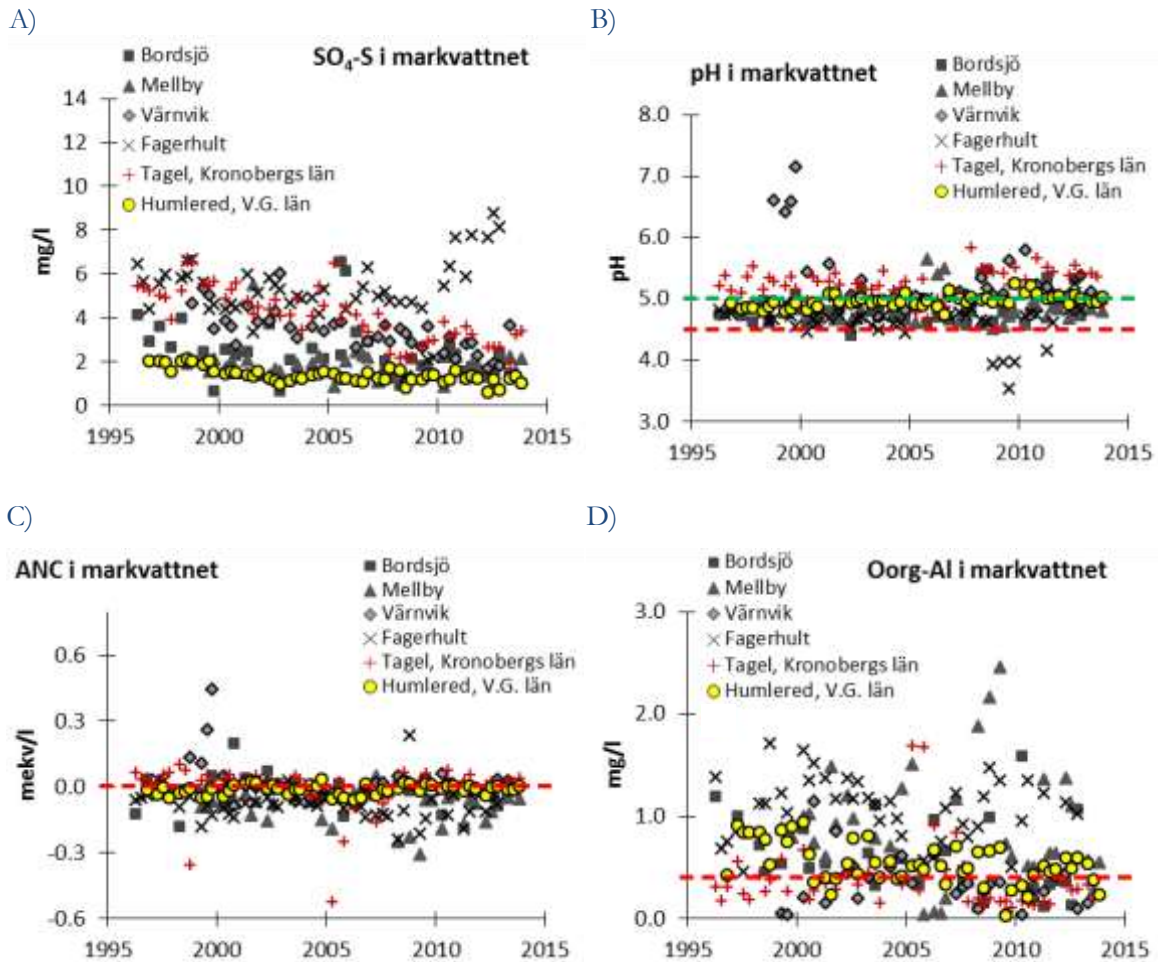 A)
SO4-S i markvattnet
Bordsjö
Mellby
Värnvik
Fagerhult
Tagel, Kronobergs län
Humlered, V.G. län
mg/l
14
12
10
8
6
4
2
0
1995 2000 2005 2010 2015
B)
pH i markvattnet
Bordsjö
Mellby
Värnvik
Fagerhult
Tagel, Kronobergs län
Humlered, V.G. län
pH
8.0
7.0
6.0
5.0
4.0
3.0
1995 2000 2005 2010 2015
C)
ANC i markvattnet
Bordsjö
Mellby
Värnvik
Fagerhult
Tagel, Kronobergs län
Humlered, V.G. län
mekv/l
0.6
0.3
0.0
-0.3
-0.6
1995 2000 2005 2010 2015
D)
Oorg-Al i markvattnet
Bordsjö
Mellby
Värnvik
Fagerhult
Tagel, Kronobergs län
Humlered, V.G. län
mg/l
3.0
2.0
1.0
0.0
1995 2000 2005 2010 2015